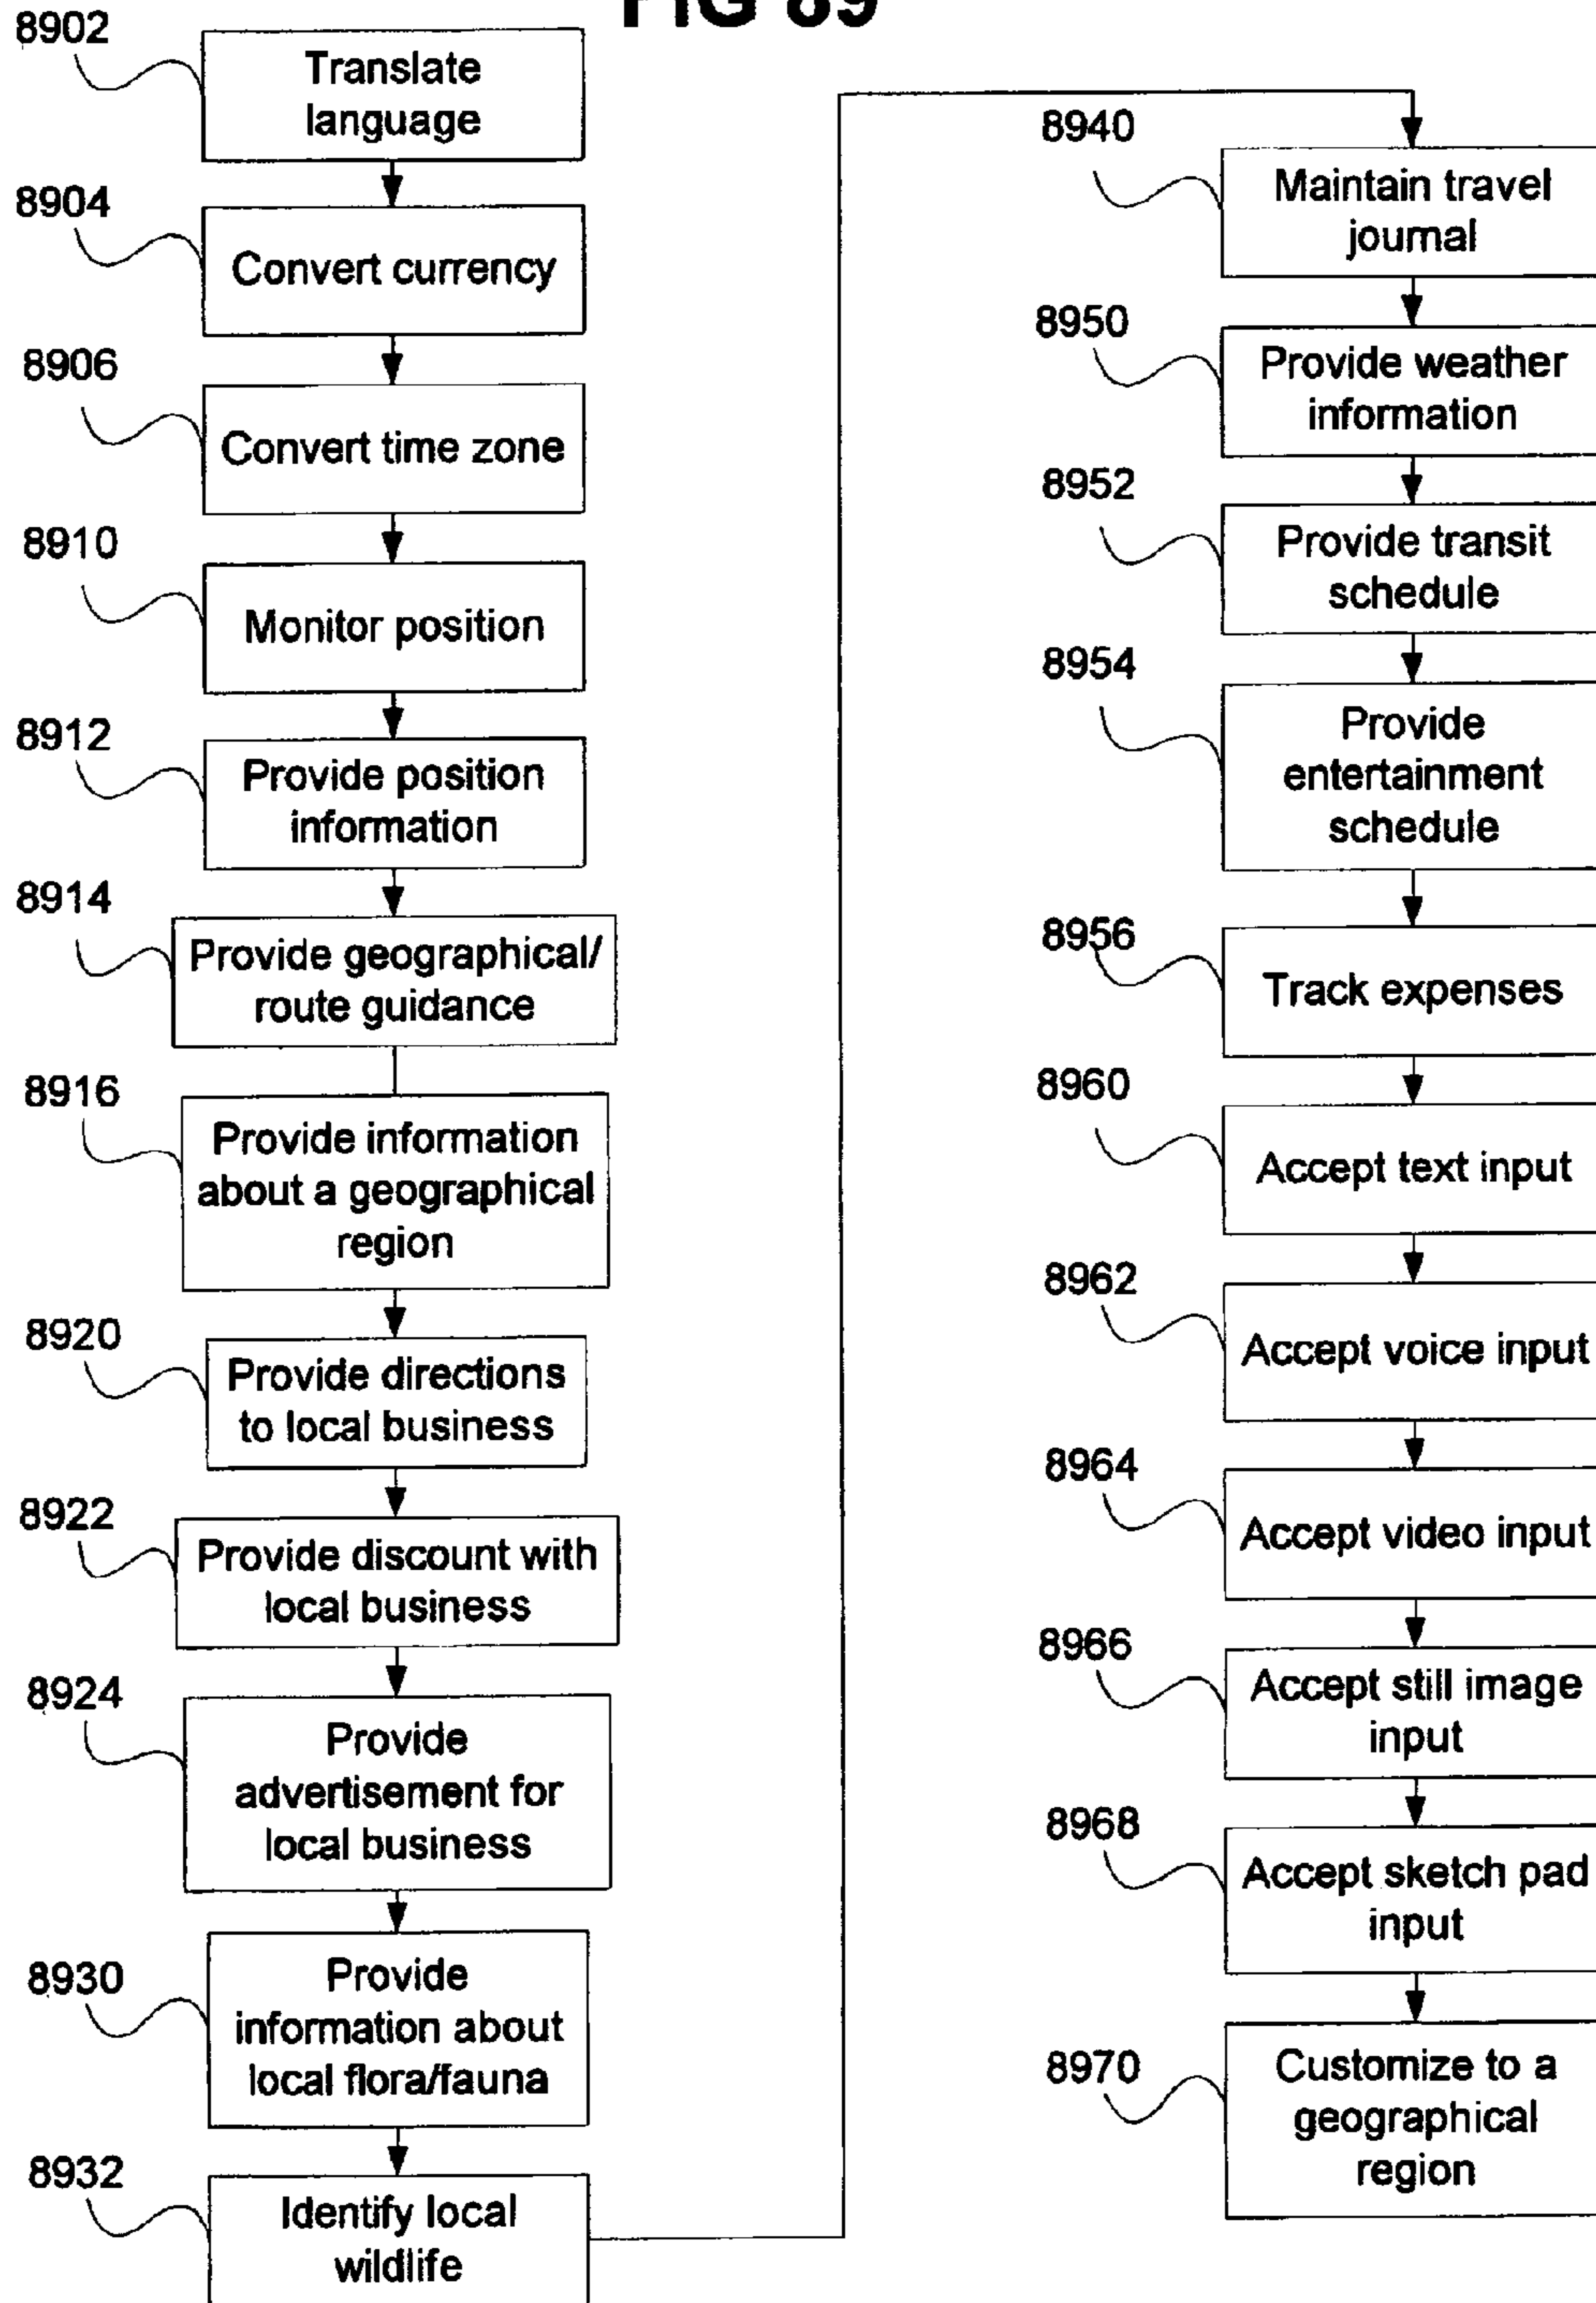 FIG 89
8902
Translate
language
8904
Convert currency
8906
Convert time zone
8910
Monitor position
8912
Provide position
information
8914
Provide geographical/
route guidance
8916
Provide information
about a geographical
region
8920
Provide directions
to local business
8922
Provide discount with
local business
8924
Provide
advertisement for
local business
8930
Provide
information about
local flora/fauna
8932
Identify local
wildlife
8940
Maintain travel
journal
8950
Provide weather
information
8952
Provide transit
schedule
8954
Provide
entertainment
schedule
8956
Track expenses
8960
Accept text input
8962
Accept voice input
8964
Accept video input
8966
Accept still image
input
8968
Accept sketch pad
input
8970
Customize to a
geographical
region